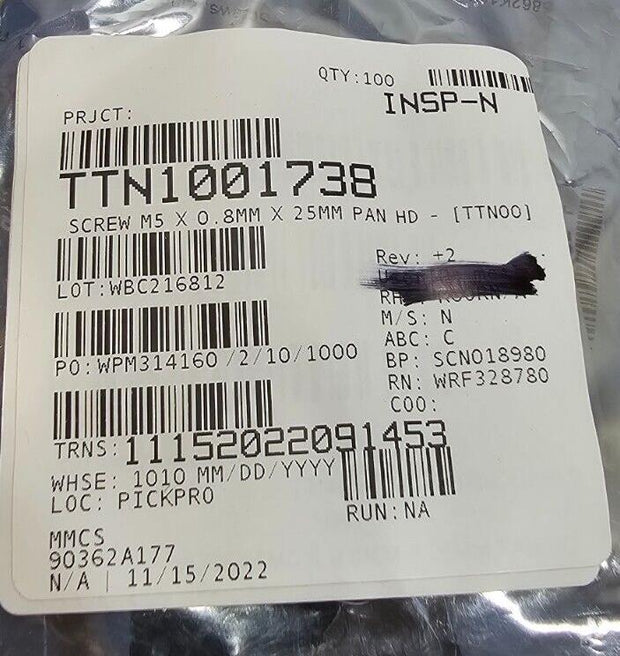 QTY:100
INSP-N
PRJCT:
TTN1001738
SCREW M5 X 0.8MM X 25MM PAN HD - [TTN00]
Rev: +2
LOT:WBC216812
M/S: N
ABC: C
PO:WPM314160 /2/10/1000
BP: SCN018980
RN: WRF328780
COO:
TRNS:11152022091453
WHSE: 1010 MM/DD/YYYY
LOC: PICKPRO
RUN:NA
MMCS
90362A177
N/A | 11/15/2022